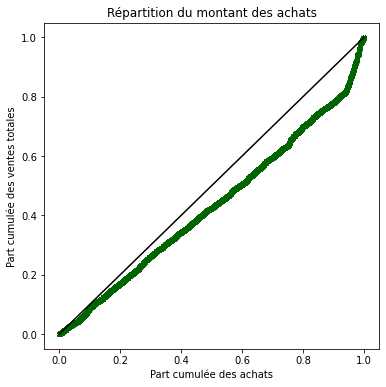 Répartition du montant des achats
Part cumulée des ventes totales
1.0
0.8
0.6
0.4
0.2
0.0
0.0 0.2 0.4 0.6 0.8 1.0
Part cumulée des achats